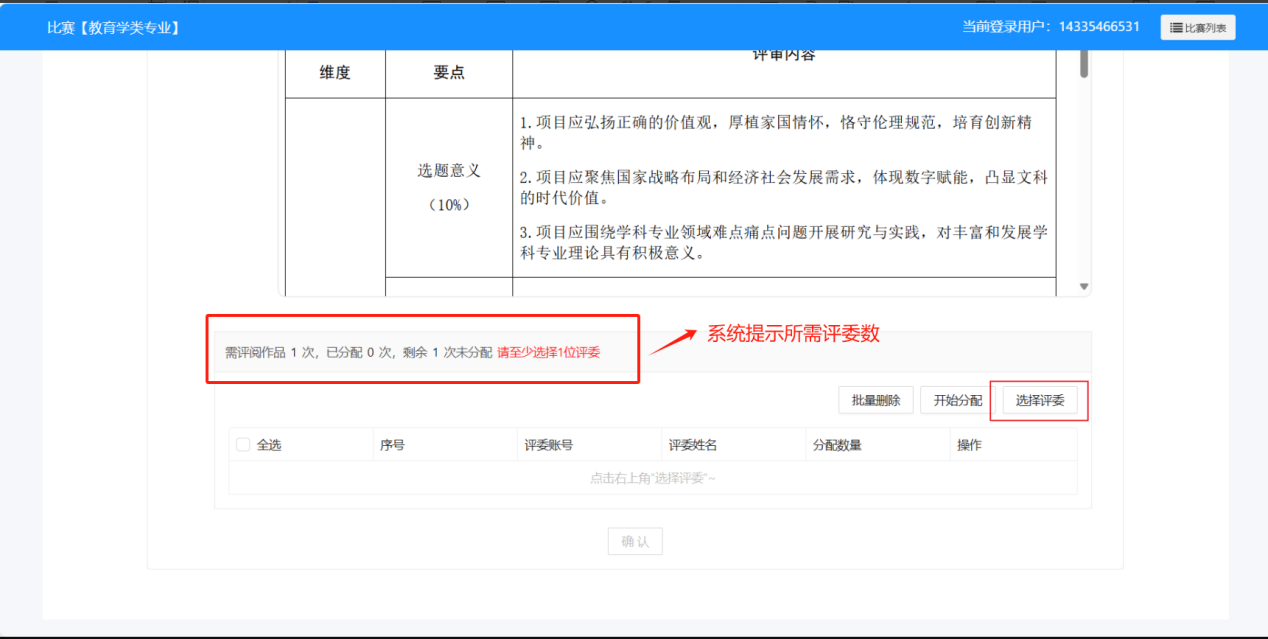 比赛【教育学类专业】
当前登录用户：14335466531
比赛列表
评审内容
维度
要点
选题意义
（10%）
1.项目应弘扬正确的价值观，厚植家国情怀，恪守伦理规范，培育创新精
神。
2.项目应聚焦国家战略布局和经济社会发展需求，体现数字赋能，凸显文科
的时代价值。
3.项目应围绕学科专业领域难点痛点问题开展研究与实践，对丰富和发展学
科专业理论具有积极意义。
需评阅作品 1 次，已分配 0 次，剩余 1 次未分配 请至少选择1位评委
系统提示所需评委数
批量删除
开始分配
选择评委
全选
序号
评委账号
评委姓名
分配数量
操作
点击右上角"选择评委"~
确 认